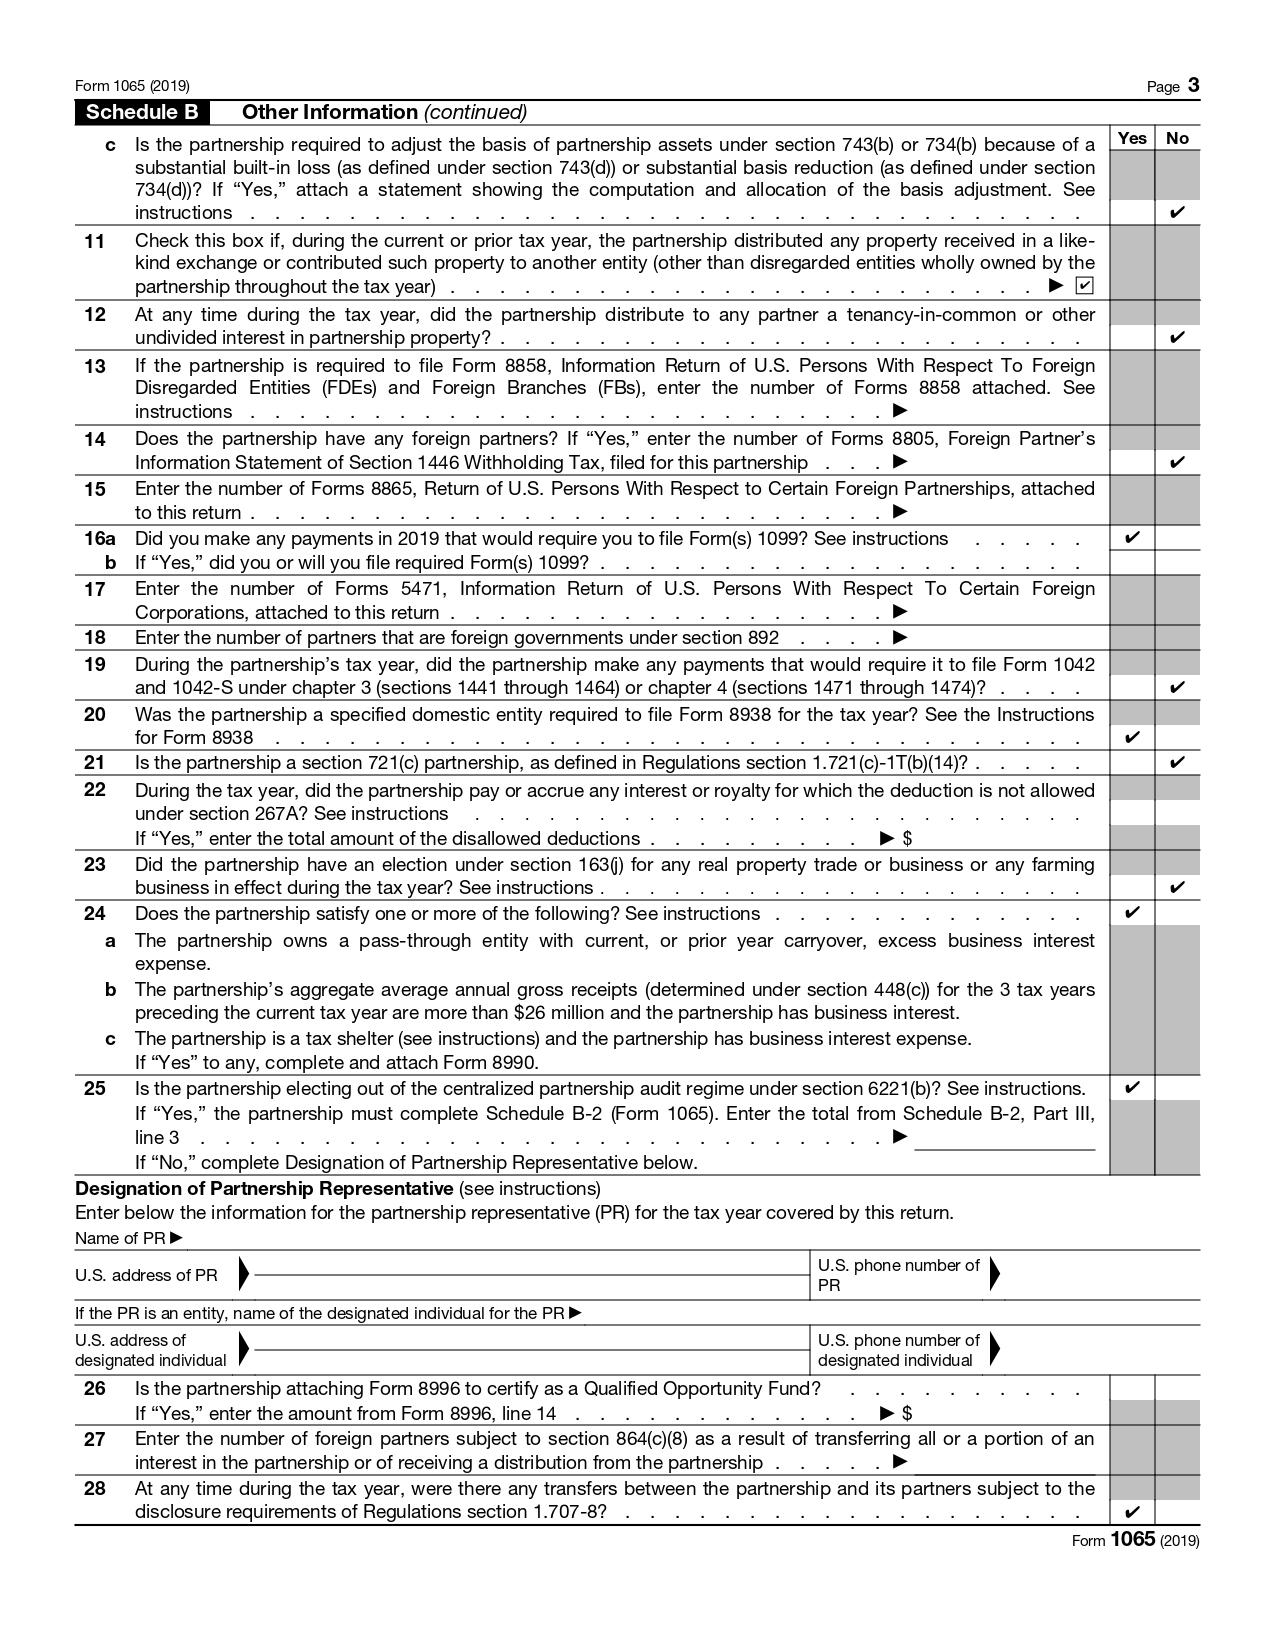 Form 1065 (2019) Page 3
Schedule B Other Information (continued)
Yes No
c Is the partnership required to adjust the basis of partnership assets under section 743(b) or 734(b) because of a
substantial built-in loss (as defined under section 743(d)) or substantial basis reduction (as defined under section
734(d))? If “Yes,” attach a statement showing the computation and allocation of the basis adjustment. See
instructions . . . . . . . . . . . . . . . . . . . . . . . . . . . . . . . . . . ✔
11 Check this box if, during the current or prior tax year, the partnership distributed any property received in a like-
kind exchange or contributed such property to another entity (other than disregarded entities wholly owned by the
partnership throughout the tax year) . . . . . . . . . . . . . . . . . . . . . . . . ▶ ✔
12 At any time during the tax year, did the partnership distribute to any partner a tenancy-in-common or other
undivided interest in partnership property? . . . . . . . . . . . . . . . . . . . . . . . . ✔
13 If the partnership is required to file Form 8858, Information Return of U.S. Persons With Respect To Foreign
Disregarded Entities (FDEs) and Foreign Branches (FBs), enter the number of Forms 8858 attached. See
instructions . . . . . . . . . . . . . . . . . . . . . . . . . . ▶
14 Does the partnership have any foreign partners? If “Yes,” enter the number of Forms 8805, Foreign Partner’s
Information Statement of Section 1446 Withholding Tax, filed for this partnership . . . ▶ ✔
15 Enter the number of Forms 8865, Return of U.S. Persons With Respect to Certain Foreign Partnerships, attached
to this return . . . . . . . . . . . . . . . . . . . . . . . . . . ▶
16a Did you make any payments in 2019 that would require you to file Form(s) 1099? See instructions . . . . . ✔
b If “Yes,” did you or will you file required Form(s) 1099? . . . . . . . . . . . . . . . . . . . .
17 Enter the number of Forms 5471, Information Return of U.S. Persons With Respect To Certain Foreign
Corporations, attached to this return . . . . . . . . . . . . . . . . . . ▶
18 Enter the number of partners that are foreign governments under section 892 . . . . ▶
19 During the partnership’s tax year, did the partnership make any payments that would require it to file Form 1042
and 1042-S under chapter 3 (sections 1441 through 1464) or chapter 4 (sections 1471 through 1474)? . . . . ✔
20 Was the partnership a specified domestic entity required to file Form 8938 for the tax year? See the Instructions
for Form 8938 . . . . . . . . . . . . . . . . . . . . . . . . . . . . . . . . . ✔
21 Is the partnership a section 721(c) partnership, as defined in Regulations section 1.721(c)-1T(b)(14)? . . . . . ✔
22 During the tax year, did the partnership pay or accrue any interest or royalty for which the deduction is not allowed
under section 267A? See instructions . . . . . . . . . . . . . . . . . . . . . . . . .
If “Yes,” enter the total amount of the disallowed deductions . . . . . . . . . ▶ $
23 Did the partnership have an election under section 163(j) for any real property trade or business or any farming
business in effect during the tax year? See instructions . . . . . . . . . . . . . . . . . . . . ✔
24 Does the partnership satisfy one or more of the following? See instructions . . . . . . . . . . . . . ✔
a The partnership owns a pass-through entity with current, or prior year carryover, excess business interest
expense.
b The partnership’s aggregate average annual gross receipts (determined under section 448(c)) for the 3 tax years
preceding the current tax year are more than $26 million and the partnership has business interest.
c The partnership is a tax shelter (see instructions) and the partnership has business interest expense.
If “Yes” to any, complete and attach Form 8990.
25 Is the partnership electing out of the centralized partnership audit regime under section 6221(b)? See instructions. ✔
If “Yes,” the partnership must complete Schedule B-2 (Form 1065). Enter the total from Schedule B-2, Part III,
line 3 . . . . . . . . . . . . . . . . . . . . . . . . . . . . ▶
If “No,” complete Designation of Partnership Representative below.
Designation of Partnership Representative (see instructions)
Enter below the information for the partnership representative (PR) for the tax year covered by this return.
Name of PR ▶
U.S. address of PR
U.S. phone number of
PR
If the PR is an entity, name of the designated individual for the PR ▶
U.S. address of
designated individual
U.S. phone number of
designated individual
26 Is the partnership attaching Form 8996 to certify as a Qualified Opportunity Fund? . . . . . . . . . .
If “Yes,” enter the amount from Form 8996, line 14 . . . . . . . . . . . . ▶ $
27 Enter the number of foreign partners subject to section 864(c)(8) as a result of transferring all or a portion of an
interest in the partnership or of receiving a distribution from the partnership . . . . . ▶
28 At any time during the tax year, were there any transfers between the partnership and its partners subject to the
disclosure requirements of Regulations section 1.707-8? . . . . . . . . . . . . . . . . . . . ✔
Form 1065 (2019)